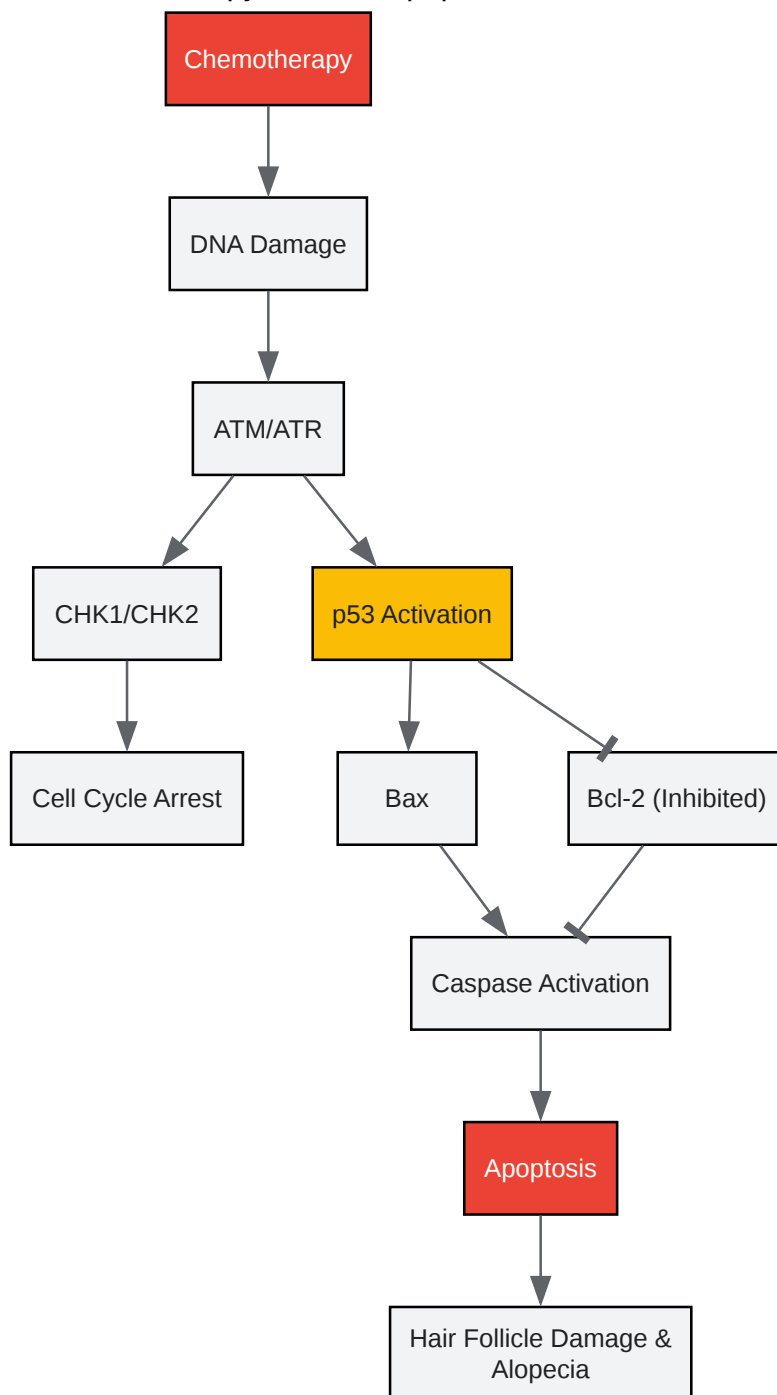 Chemotherapy
DNA Damage
ATM/ATR
CHK1/CHK2
p53 Activation
Cell Cycle Arrest
Bax
Bcl-2 (Inhibited)
Caspase Activation
Apoptosis
Hair Follicle Damage &
Alopecia